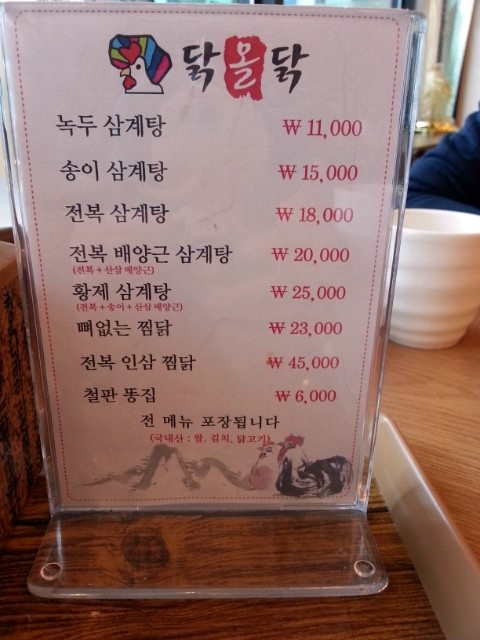 닭몰닭
녹두 삼계탕 ₩ 11,000
송이 삼계탕 ₩ 15,000
전복 삼계탕 ₩ 18,000
전복 배양근 삼계탕 ₩ 20,000
(전복 + 산삼 배양근)
황제 삼계탕 ₩ 25,000
(전복 + 송이 + 산삼 배양근)
뼈없는 찜닭 ₩ 23,000
전복 인삼 찜닭 ₩ 45,000
철판 똥집 ₩ 6,000
전 메뉴 포장됩니다
(국내산 : 쌀, 김치, 닭고기)